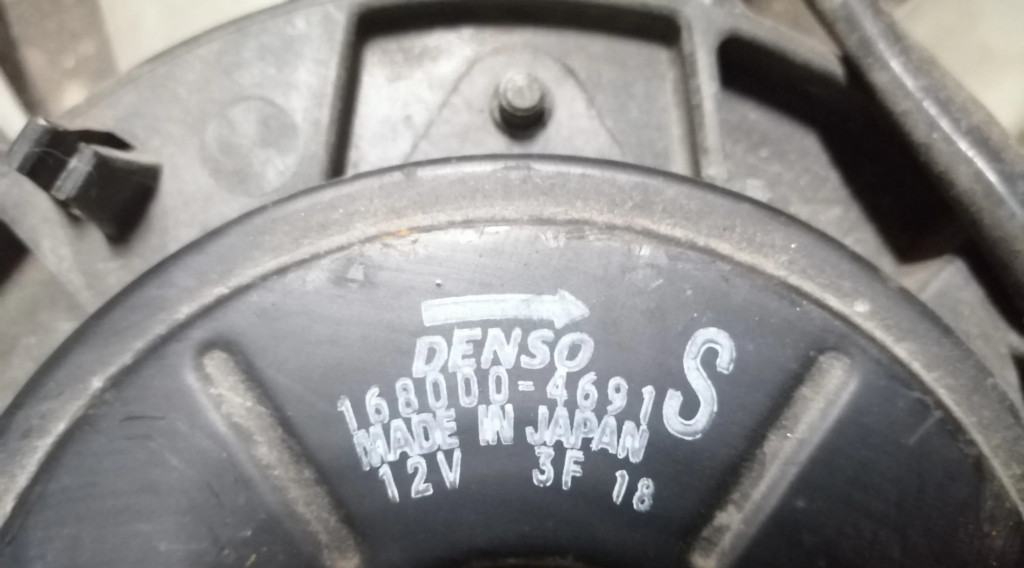 DENSO
S
168000-4691
MADE IN JAPAN
12V 3F 18